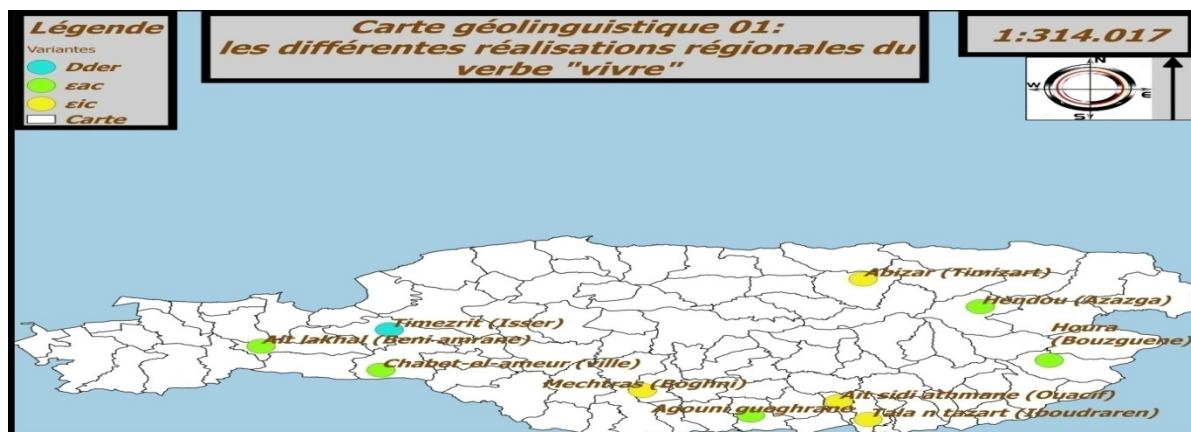 Légende
Variantes
Dder
εac
εic
Carte
Carte géolinguistique 01:
les différentes réalisations régionales du
verbe "vivre"
1:314.017
N
W
E
S
Abizar (Timizart)
Hendou (Azazga)
Timezrit (Isser)
Houra
(Bouzguene)
Ait lakhal (Beni-amrane)
Chabet-el-ameur (ville)
Mechtras (Boghni)
Ait sidi athmane (Ouacif)
Agouni gueghrane
Tala n tazart (Iboudraren)